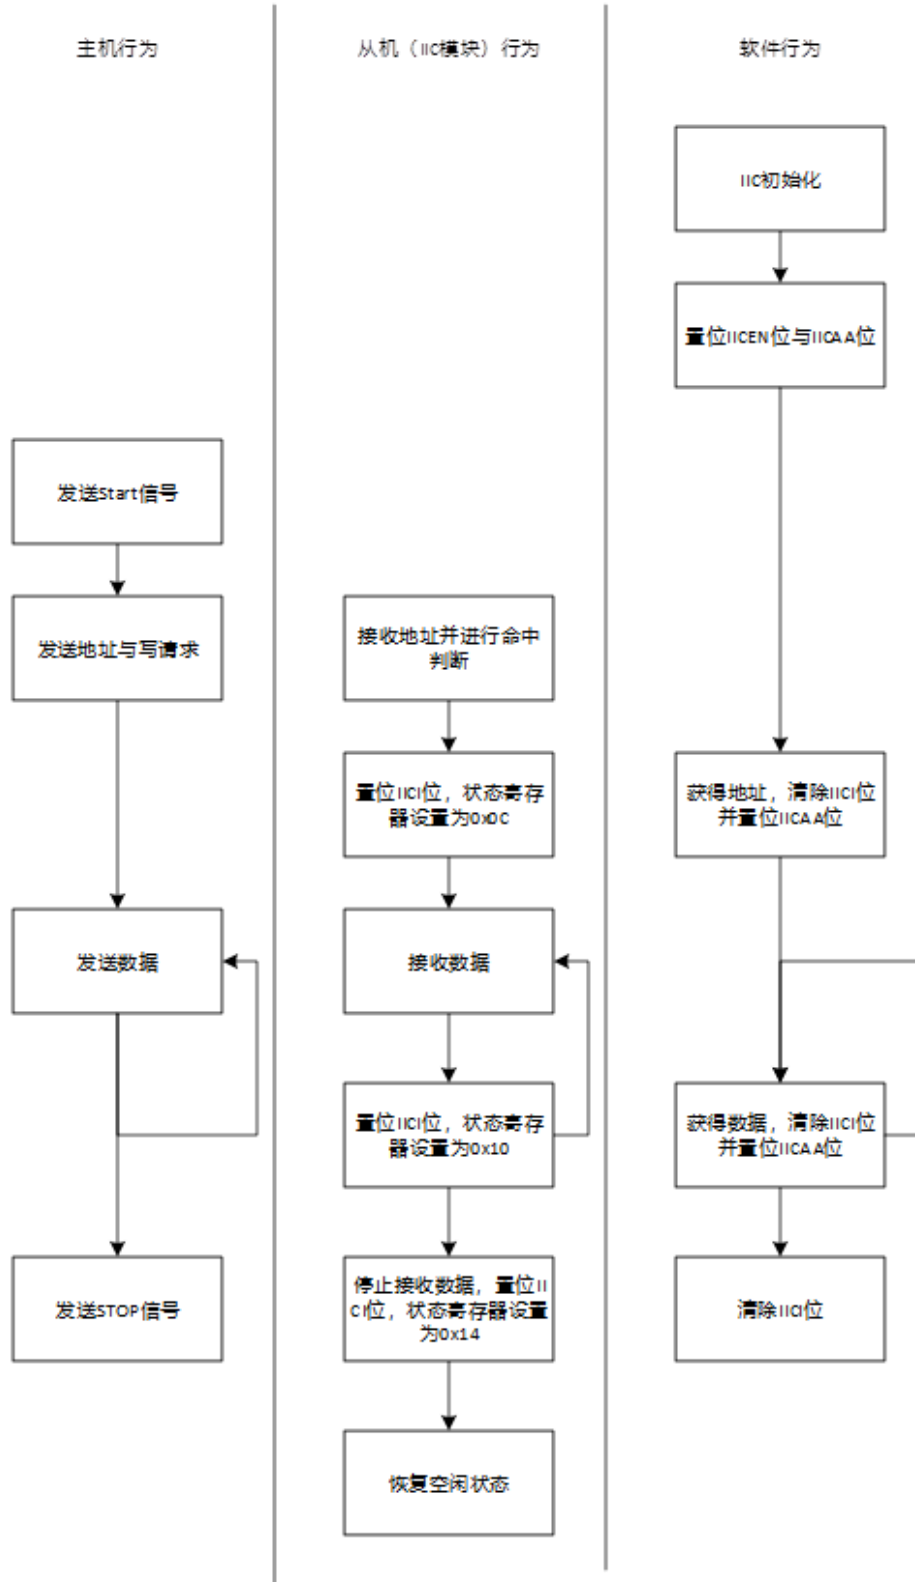 主机行为
从机（IIC模块）行为
软件行为
IIC初始化
置位IICEN位与IICAA位
发送Start信号
发送地址与写请求
接收地址并进行命中
判断
置位IICI位，状态寄存
器设置为0x0C
获得地址，清除IICI位
并置位IICAA位
发送数据
接收数据
置位IICI位，状态寄存
器设置为0x10
获得数据，清除IICI位
并置位IICAA位
发送STOP信号
停止接收数据，置位II
CI位，状态寄存器设置
为0x14
清除IICI位
恢复空闲状态